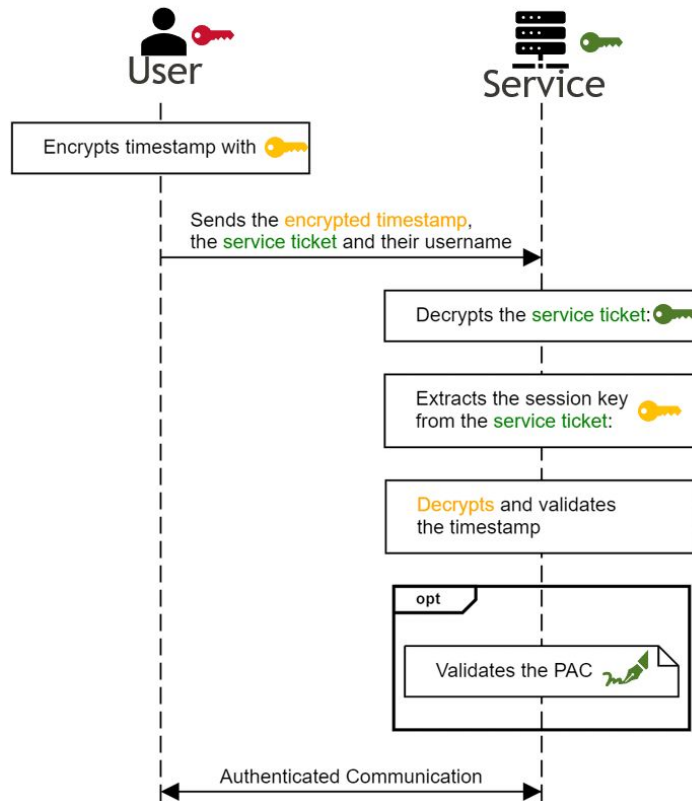 User
Service
Encrypts timestamp with
Sends the encrypted timestamp,
the service ticket and their username
Decrypts the service ticket:
Extracts the session key
from the service ticket:
Decrypts and validates
the timestamp
opt
Validates the PAC
Authenticated Communication